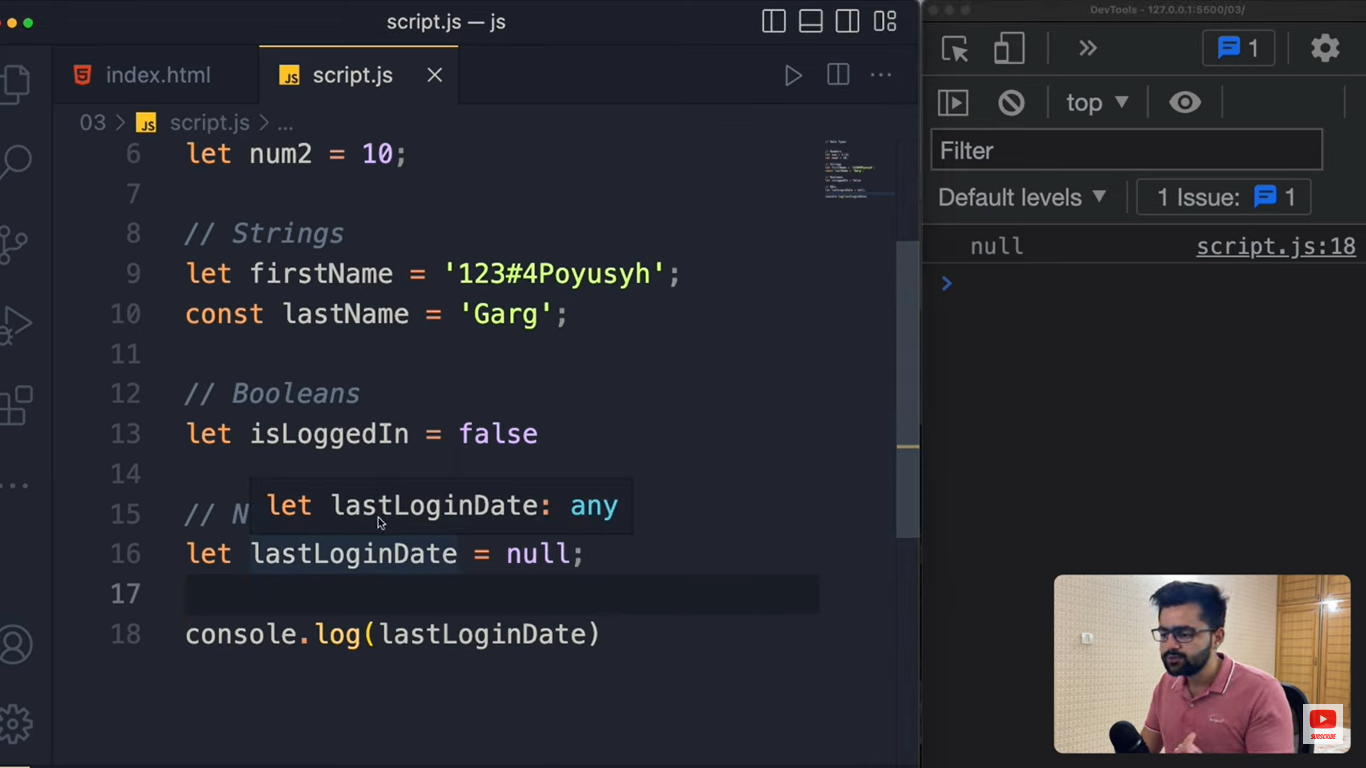 script.js — js
index.html
JS script.js
03 > JS script.js > ...
6 let num2 = 10;
7
8 // Strings
9 let firstName = '123#4Poyusyh';
10 const lastName = 'Garg';
11
12 // Booleans
13 let isLoggedIn = false
14
let lastLoginDate: any
15 // N
16 let lastLoginDate = null;
17
18 console.log(lastLoginDate)
DevTools - 127.0.0.1:5500/03/
1
top
Filter
Default levels
1 Issue: 1
null script.js:18
SUBSCRIBE